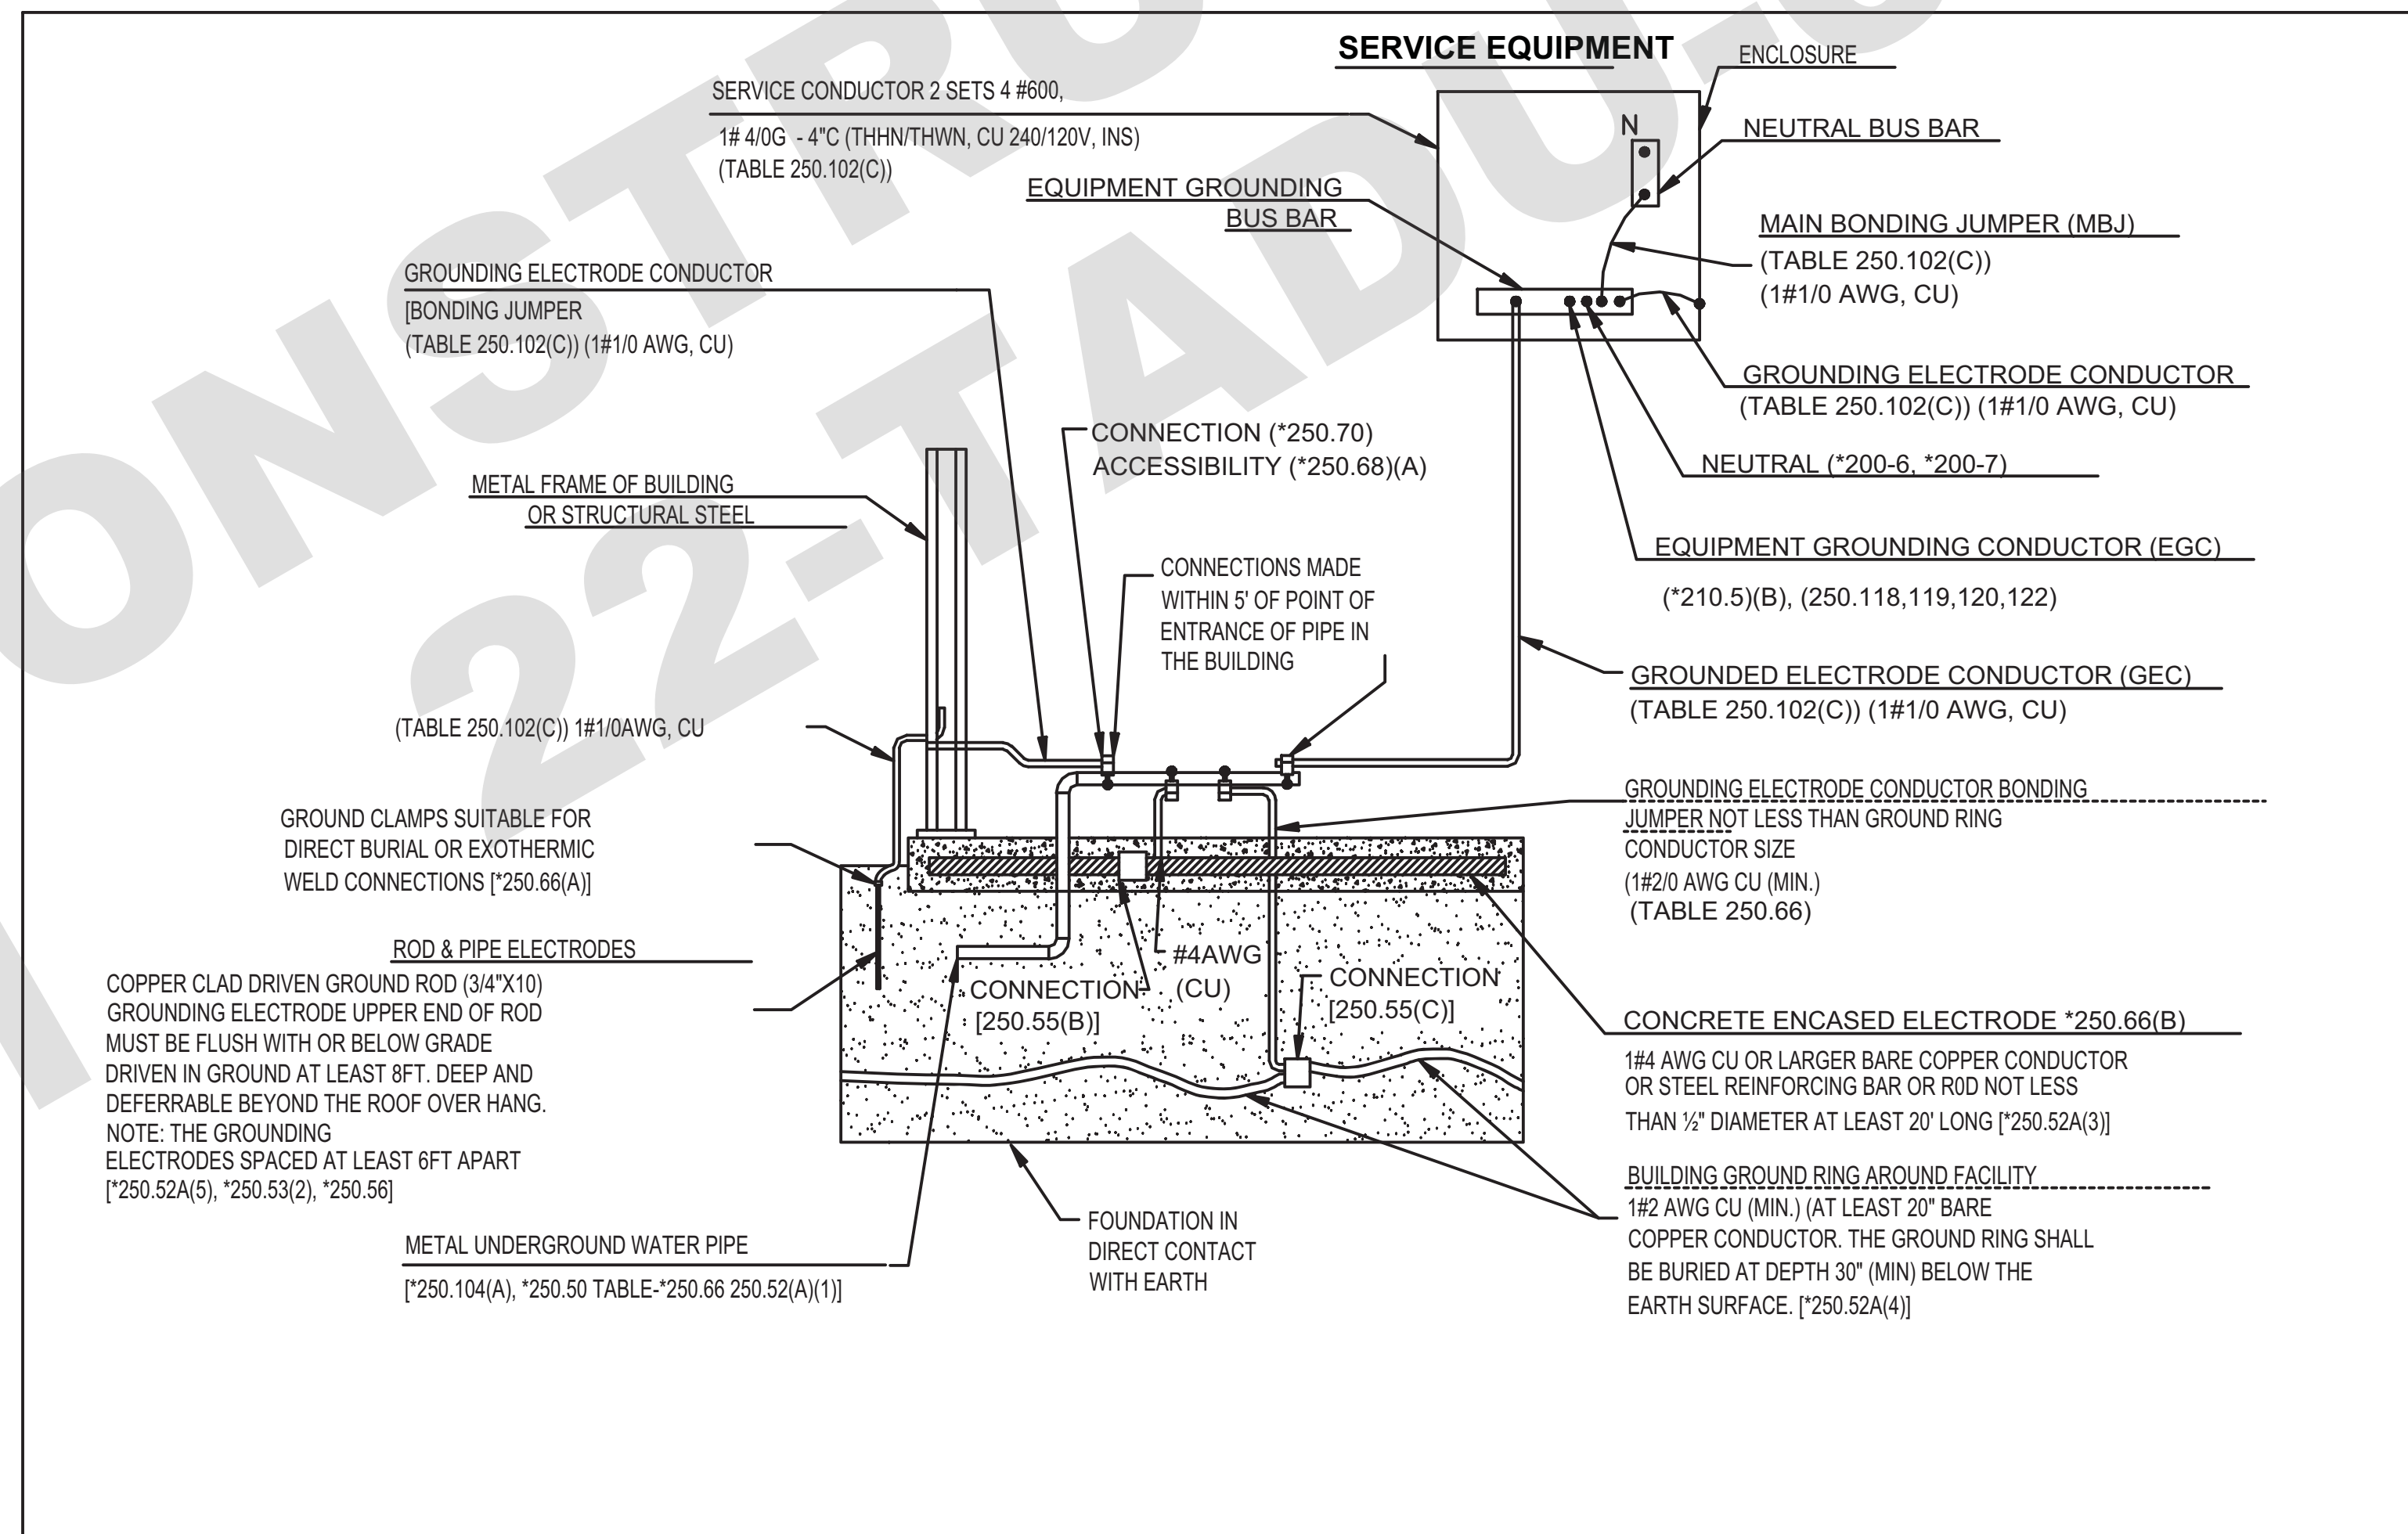 SERVICE EQUIPMENT
ENCLOSURE
SERVICE CONDUCTOR 2 SETS 4 #600,
1# 4/0G - 4"C (THHN/THWN, CU 240/120V, INS)
(TABLE 250.102(C))
N
NEUTRAL BUS BAR
EQUIPMENT GROUNDING
BUS BAR
MAIN BONDING JUMPER (MBJ)
(TABLE 250.102(C))
(1#1/0 AWG, CU)
GROUNDING ELECTRODE CONDUCTOR
[BONDING JUMPER
(TABLE 250.102(C)) (1#1/0 AWG, CU)
GROUNDING ELECTRODE CONDUCTOR
(TABLE 250.102(C)) (1#1/0 AWG, CU)
CONNECTION (*250.70)
ACCESSIBILITY (*250.68)(A)
NEUTRAL (*200-6, *200-7)
METAL FRAME OF BUILDING
OR STRUCTURAL STEEL
EQUIPMENT GROUNDING CONDUCTOR (EGC)
(*210.5)(B), (250.118,119,120,122)
CONNECTIONS MADE
WITHIN 5' OF POINT OF
ENTRANCE OF PIPE IN
THE BUILDING
GROUNDED ELECTRODE CONDUCTOR (GEC)
(TABLE 250.102(C)) (1#1/0 AWG, CU)
(TABLE 250.102(C)) 1#1/0AWG, CU
GROUNDING ELECTRODE CONDUCTOR BONDING
JUMPER NOT LESS THAN GROUND RING
CONDUCTOR SIZE
(1#2/0 AWG CU (MIN.)
(TABLE 250.66)
GROUND CLAMPS SUITABLE FOR
DIRECT BURIAL OR EXOTHERMIC
WELD CONNECTIONS [*250.66(A)]
ROD & PIPE ELECTRODES
COPPER CLAD DRIVEN GROUND ROD (3/4"X10)
GROUNDING ELECTRODE UPPER END OF ROD
MUST BE FLUSH WITH OR BELOW GRADE
DRIVEN IN GROUND AT LEAST 8FT. DEEP AND
DEFERRABLE BEYOND THE ROOF OVER HANG.
NOTE: THE GROUNDING
ELECTRODES SPACED AT LEAST 6FT APART
[*250.52A(5), *250.53(2), *250.56]
#4AWG
(CU)
CONNECTION
[250.55(B)]
CONNECTION
[250.55(C)]
CONCRETE ENCASED ELECTRODE *250.66(B)
1#4 AWG CU OR LARGER BARE COPPER CONDUCTOR
OR STEEL REINFORCING BAR OR R0D NOT LESS
THAN ½" DIAMETER AT LEAST 20' LONG [*250.52A(3)]
BUILDING GROUND RING AROUND FACILITY
1#2 AWG CU (MIN.) (AT LEAST 20" BARE
COPPER CONDUCTOR. THE GROUND RING SHALL
BE BURIED AT DEPTH 30" (MIN) BELOW THE
EARTH SURFACE. [*250.52A(4)]
METAL UNDERGROUND WATER PIPE
[*250.104(A), *250.50 TABLE-*250.66 250.52(A)(1)]
FOUNDATION IN
DIRECT CONTACT
WITH EARTH
ONSTRU
22-TADU-